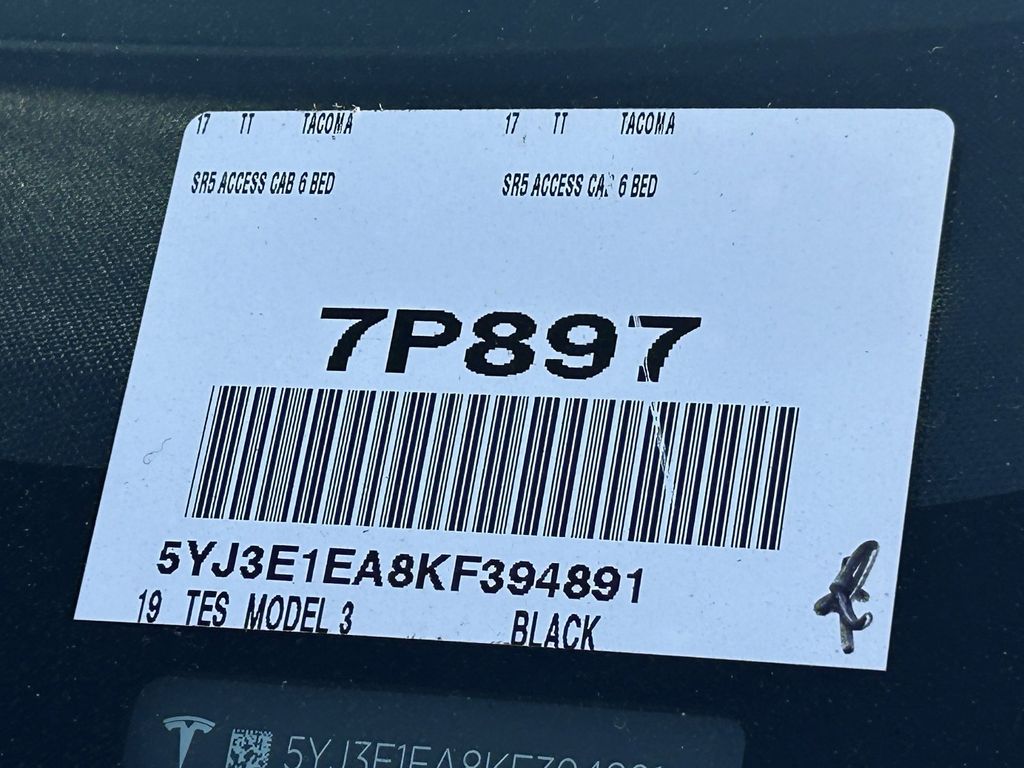 17 TT TACOMA 17 TT TACOMA
SR5 ACCESS CAB 6 BED SR5 ACCESS CAB 6 BED
7P897
5YJ3E1EA8KF394891
19 TES MODEL 3 BLACK
5YJ3E1EA8KF394891